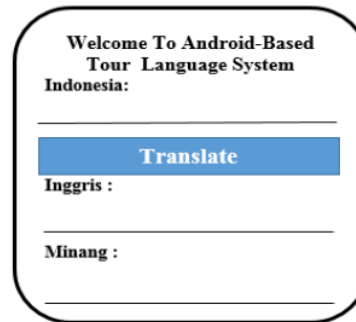 Welcome To Android-Based
Tour Language System
Indonesia:
Translate
Inggris :
Minang :